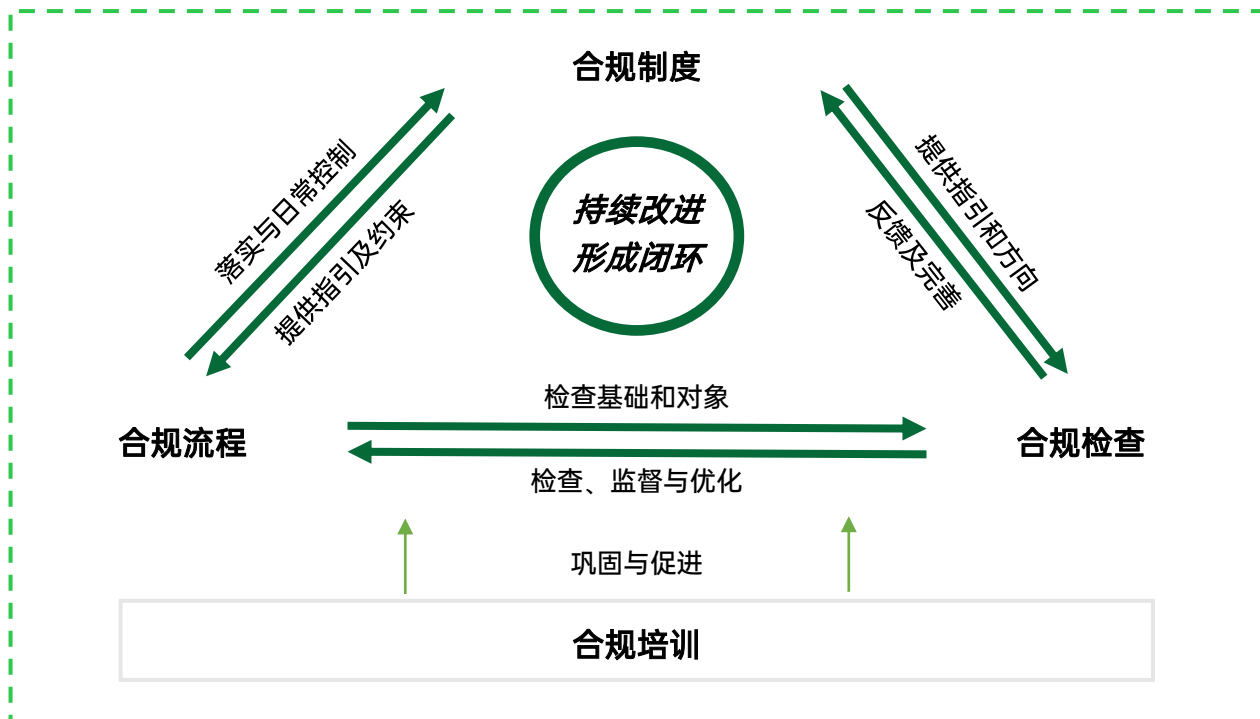 合规制度
落实与日常控制
提供指引及约束
持续改进
形成闭环
提供指引和方向
反馈及完善
检查基础和对象
合规流程
合规检查
检查、监督与优化
巩固与促进
合规培训